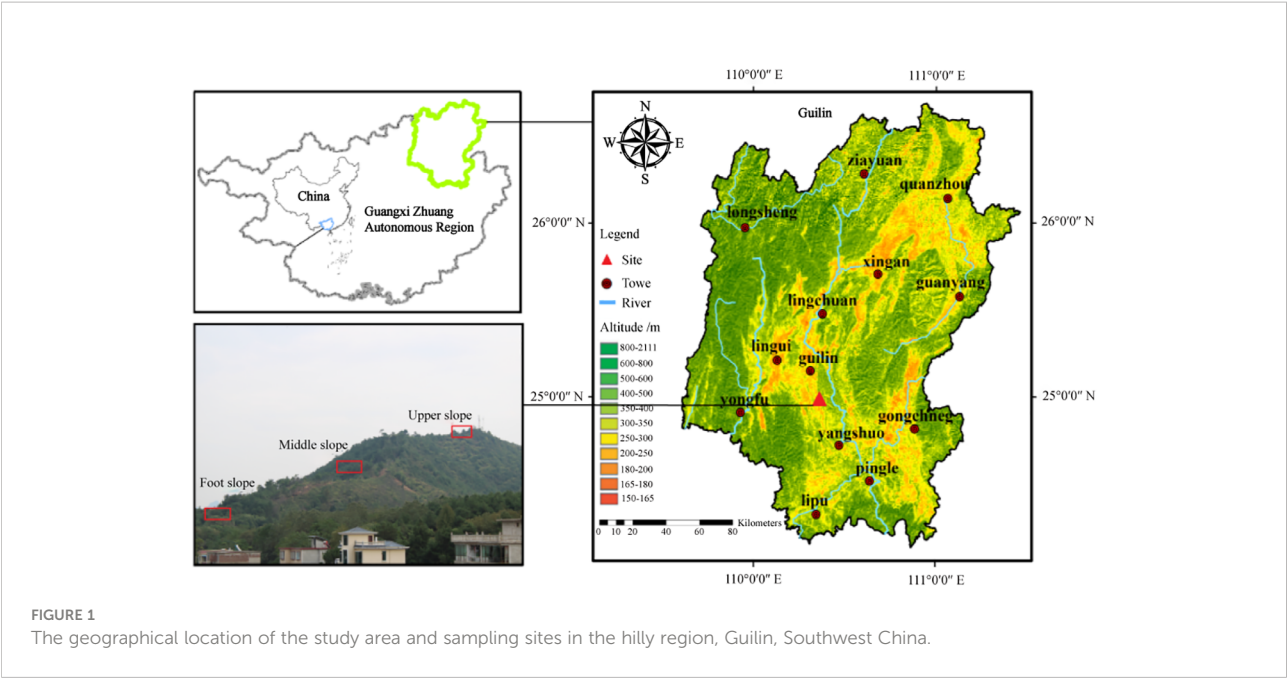 110°0'0" E
111°0'0" E
Guilin
N
W
E
S
ziayuan
quanzhou
longsheng
26°0'0" N
26°0'0" N
China
Guangxi Zhuang
Autonomous Region
Legend
Site
Towe
River
xingan
guanyang
lingchuan
Altitude /m
800-2111
600-800
500-600
400-500
350-400
300-350
250-300
200-250
180-200
165-180
150-165
lingui
guilin
25°0'0" N
25°0'0" N
yongfu
gongchneg
yangshuo
pingle
lipu
Upper slope
Middle slope
Foot slope
Kilometers
0 10 20 40 60 80
110°0'0" E
111°0'0" E
FIGURE 1
The geographical location of the study area and sampling sites in the hilly region, Guilin, Southwest China.